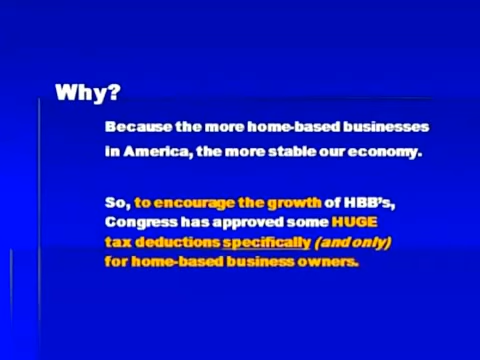 Why?
Because the more home-based businesses
in America, the more stable our economy.
So, to encourage the growth of HBB's,
Congress has approved some HUGE
tax deductions specifically (and only)
for home-based business owners.